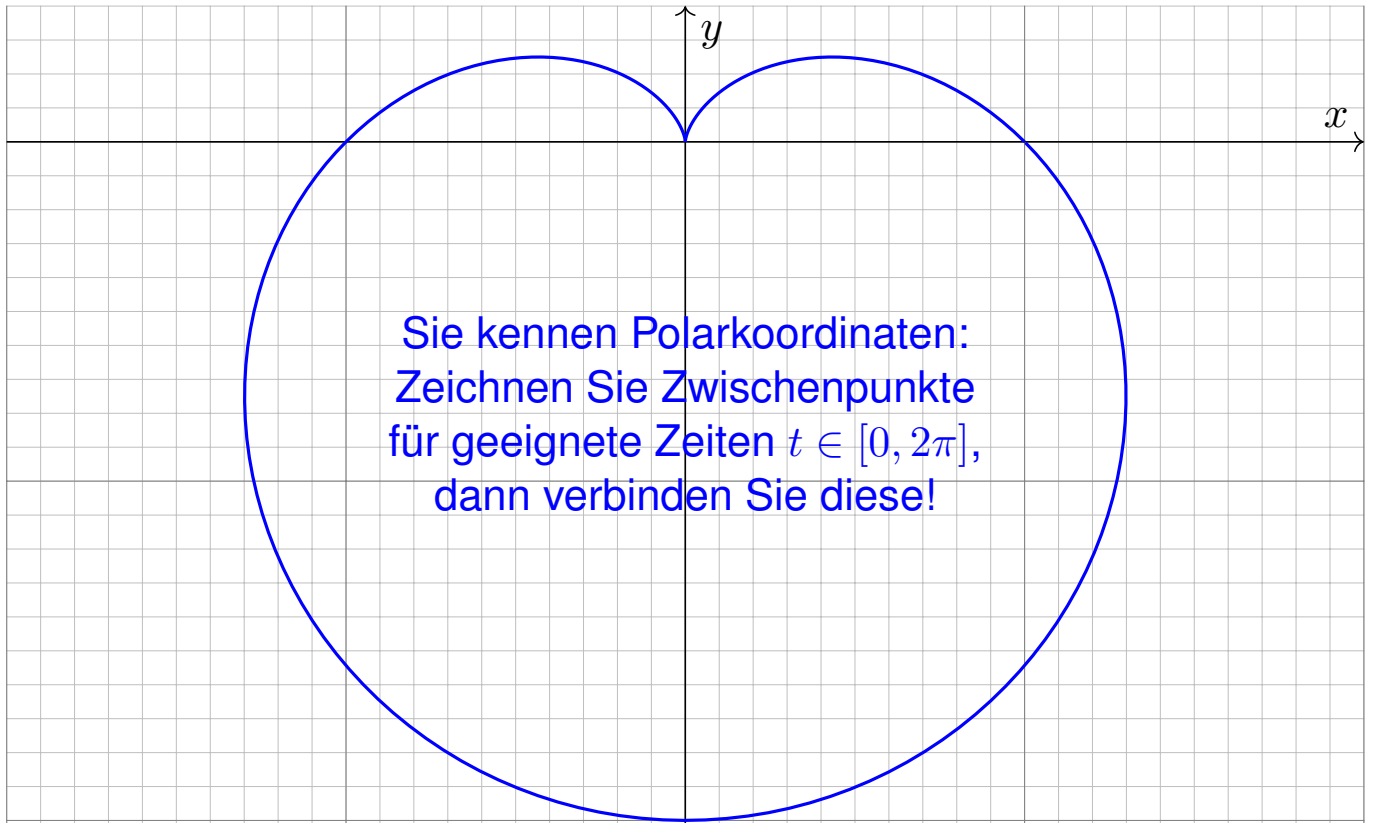 y
x
Sie kennen Polarkoordinaten:
Zeichnen Sie Zwischenpunkte
für geeignete Zeiten t ∈ [0, 2π],
dann verbinden Sie diese!